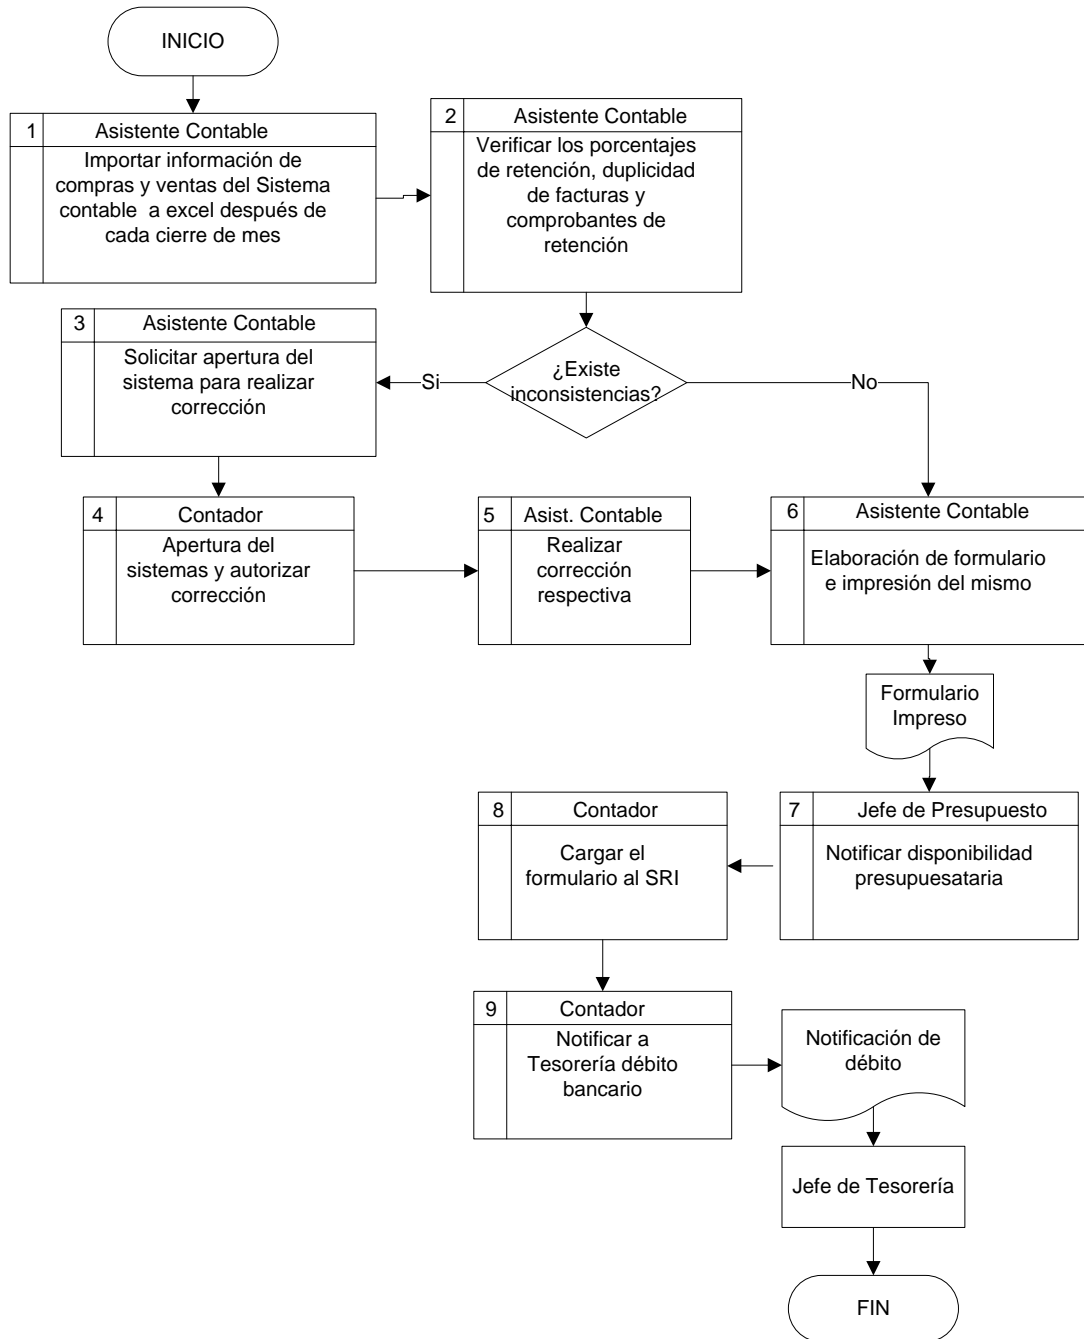 INICIO
1 Asistente Contable
Importar información de
compras y ventas del Sistema
contable a excel después de
cada cierre de mes
2 Asistente Contable
Verificar los porcentajes
de retención, duplicidad
de facturas y
comprobantes de
retención
¿Existe
inconsistencias?
Si
No
3 Asistente Contable
Solicitar apertura del
sistema para realizar
corrección
4 Contador
Apertura del
sistemas y autorizar
corrección
5 Asist. Contable
Realizar
corrección
respectiva
6 Asistente Contable
Elaboración de formulario
e impresión del mismo
Formulario
Impreso
7 Jefe de Presupuesto
Notificar disponibilidad
presupuesataria
8 Contador
Cargar el
formulario al SRI
9 Contador
Notificar a
Tesorería débito
bancario
Notificación de
débito
Jefe de Tesorería
FIN